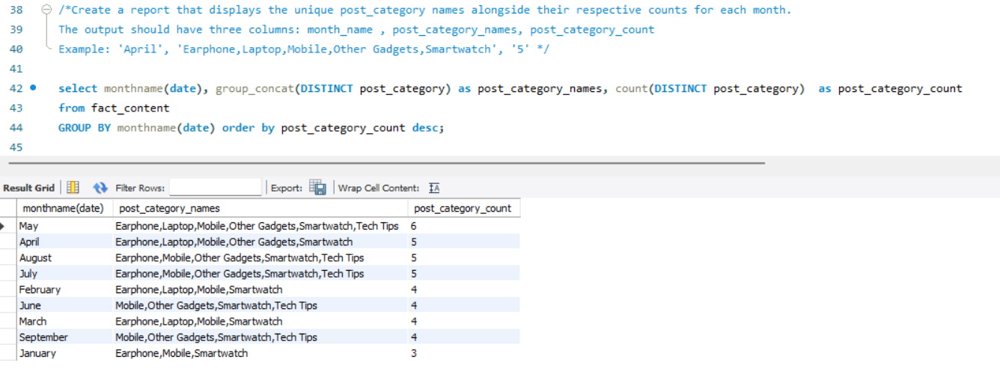 38 /*Create a report that displays the unique post_category names alongside their respective counts for each month.
39 The output should have three columns: month_name , post_category_names, post_category_count
40 Example: 'April', 'Earphone,Laptop,Mobile,Other Gadgets,Smartwatch', '5' */
41
42 select monthname(date), group_concat(DISTINCT post_category) as post_category_names, count(DISTINCT post_category)  as post_category_count
43 from fact_content
44 GROUP BY monthname(date) order by post_category_count desc;
45
Result Grid Filter Rows: Export: Wrap Cell Content: IA
monthname(date) post_category_names post_category_count
May Earphone,Laptop,Mobile,Other Gadgets,Smartwatch,Tech Tips 6
April Earphone,Laptop,Mobile,Other Gadgets,Smartwatch 5
August Earphone,Mobile,Other Gadgets,Smartwatch,Tech Tips 5
July Earphone,Mobile,Other Gadgets,Smartwatch,Tech Tips 5
February Earphone,Laptop,Mobile,Smartwatch 4
June Mobile,Other Gadgets,Smartwatch,Tech Tips 4
March Earphone,Laptop,Mobile,Smartwatch 4
September Mobile,Other Gadgets,Smartwatch,Tech Tips 4
January Earphone,Mobile,Smartwatch 3